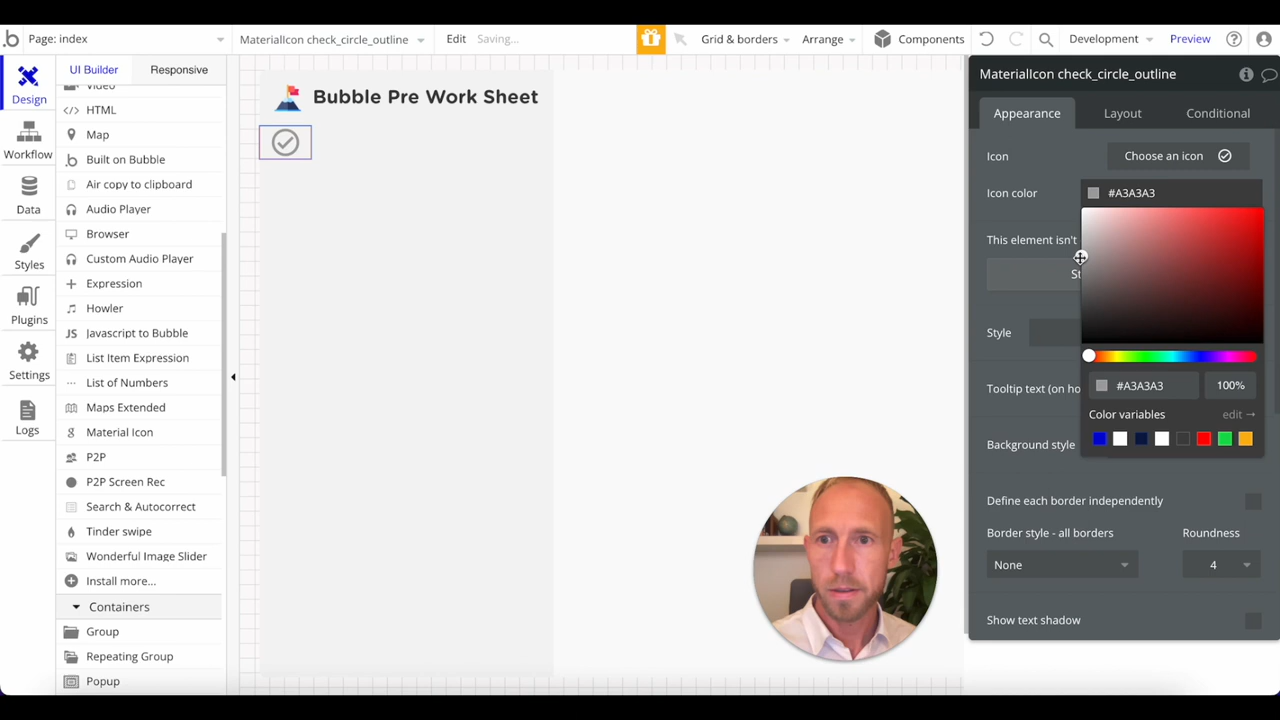 Page: index
MaterialIcon check_circle_outline
Edit
Saving...
Grid & borders
Arrange
Components
Development
Preview
Design
Workflow
Data
Styles
Plugins
Settings
Logs
UI Builder
Responsive
Video
</> HTML
Map
Built on Bubble
Air copy to clipboard
Audio Player
Browser
Custom Audio Player
Expression
Howler
JS Javascript to Bubble
List Item Expression
List of Numbers
Maps Extended
Material Icon
P2P
P2P Screen Rec
Search & Autocorrect
Tinder swipe
Wonderful Image Slider
Install more...
Containers
Group
Repeating Group
Popup
Bubble Pre Work Sheet
MaterialIcon check_circle_outline
Appearance
Layout
Conditional
Icon
Choose an icon
Icon color
#A3A3A3
This element isn't
St
Style
#A3A3A3
100%
Tooltip text (on ho
Color variables
edit →
Background style
Define each border independently
Border style - all borders
Roundness
None
4
Show text shadow